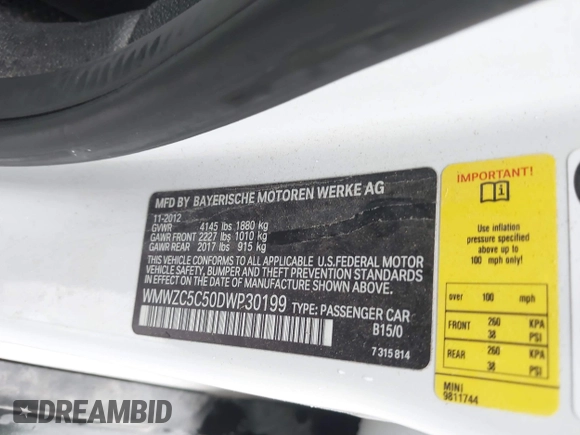 MFD BY BAYERISCHE MOTOREN WERKE AG
11-2012
GVWR 4145 lbs 1880 kg
GAWR FRONT 2227 lbs 1010 kg
GAWR REAR 2017 lbs 915 kg
THIS VEHICLE CONFORMS TO ALL APPLICABLE U.S.FEDERAL MOTOR
VEHICLE SAFETY, BUMPER AND THEFT PREVENTION STANDARDS
IN EFFECT ON THE DATE OF MANUFACTURE SHOWN ABOVE.
WMWZC5C50DWP30199 TYPE: PASSENGER CAR
B15/0
7 315 814
IMPORTANT!
Use inflation
pressure specified
above up to
100 mph only!
over 100 mph
FRONT 260 KPA
38 PSI
REAR 260 KPA
38 PSI
MINI
9811744
DREAMBID